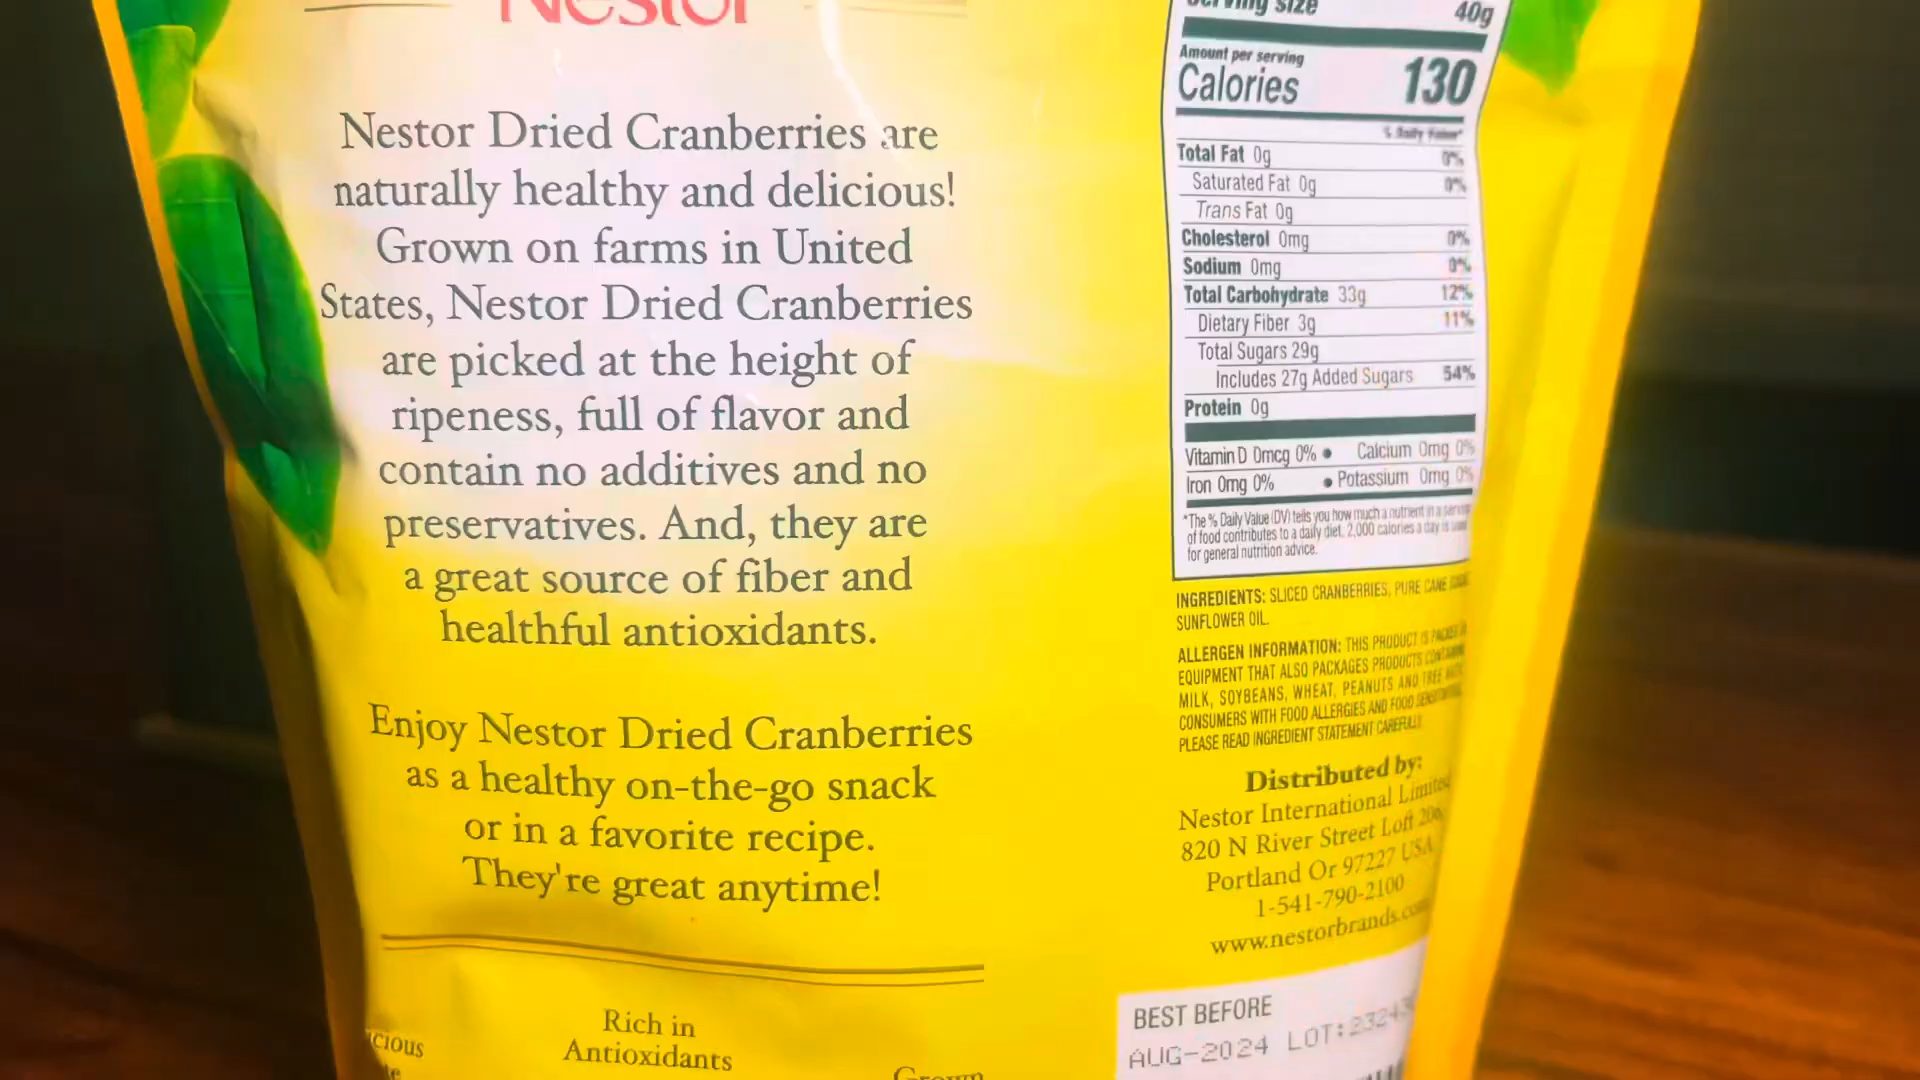 Nestor
Nestor Dried Cranberries are
naturally healthy and delicious!
Grown on farms in United
States, Nestor Dried Cranberries
are picked at the height of
ripeness, full of flavor and
contain no additives and no
preservatives. And, they are
a great source of fiber and
healthful antioxidants.
Enjoy Nestor Dried Cranberries
as a healthy on-the-go snack
or in a favorite recipe.
They're great anytime!
Rich in
Antioxidants
Serving size 40g
Amount per serving
Calories 130
% Daily Value*
Total Fat 0g 0%
Saturated Fat 0g 0%
Trans Fat 0g
Cholesterol 0mg 0%
Sodium 0mg 0%
Total Carbohydrate 33g 12%
Dietary Fiber 3g 11%
Total Sugars 29g
Includes 27g Added Sugars 54%
Protein 0g
Vitamin D 0mcg 0% • Calcium 0mg 0%
Iron 0mg 0% • Potassium 0mg 0%
*The % Daily Value (DV) tells you how much a nutrient in a serving
of food contributes to a daily diet. 2,000 calories a day is used
for general nutrition advice.
INGREDIENTS: SLICED CRANBERRIES, PURE CANE
SUNFLOWER OIL.
ALLERGEN INFORMATION: THIS PRODUCT IS PACKED
EQUIPMENT THAT ALSO PACKAGES PRODUCTS CONTAINING
MILK, SOYBEANS, WHEAT, PEANUTS AND TREE NUTS.
CONSUMERS WITH FOOD ALLERGIES AND FOOD
PLEASE READ INGREDIENT STATEMENT CAREFULLY
Distributed by:
Nestor International Limited
820 N River Street Loft 206
Portland Or 97227 USA
1-541-790-2100
www.nestorbrands.com
BEST BEFORE
AUG-2024 LOT:23243